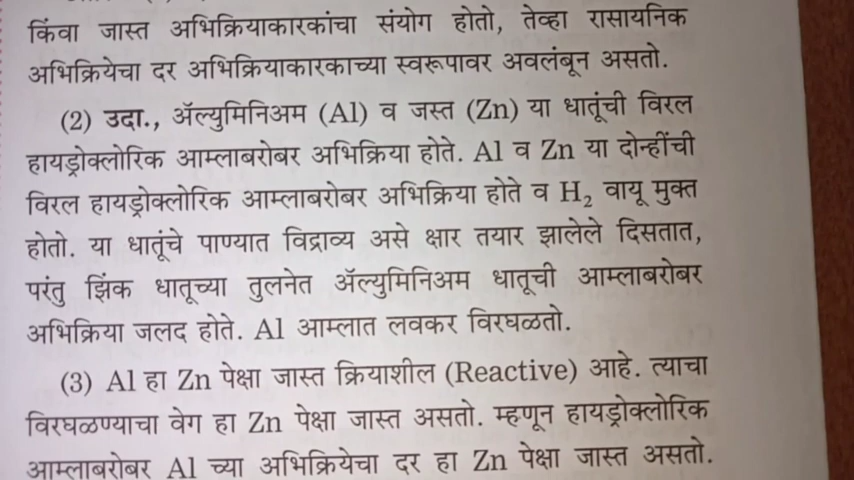 किंवा जास्त अभिक्रियाकारकांचा संयोग होतो, तेव्हा रासायनिक
अभिक्रियेचा दर अभिक्रियाकारकाच्या स्वरूपावर अवलंबून असतो.
(2) उदा., ॲल्युमिनिअम (Al) व जस्त (Zn) या धातूंची विरल
हायड्रोक्लोरिक आम्लाबरोबर अभिक्रिया होते. Al व Zn या दोन्हींची
विरल हायड्रोक्लोरिक आम्लाबरोबर अभिक्रिया होते व H₂ वायू मुक्त
होतो. या धातूंचे पाण्यात विद्राव्य असे क्षार तयार झालेले दिसतात,
परंतु झिंक धातूच्या तुलनेत ॲल्युमिनिअम धातूची आम्लाबरोबर
अभिक्रिया जलद होते. Al आम्लात लवकर विरघळतो.
(3) Al हा Zn पेक्षा जास्त क्रियाशील (Reactive) आहे. त्याचा
विरघळण्याचा वेग हा Zn पेक्षा जास्त असतो. म्हणून हायड्रोक्लोरिक
आम्लाबरोबर Al च्या अभिक्रियेचा दर हा Zn पेक्षा जास्त असतो.